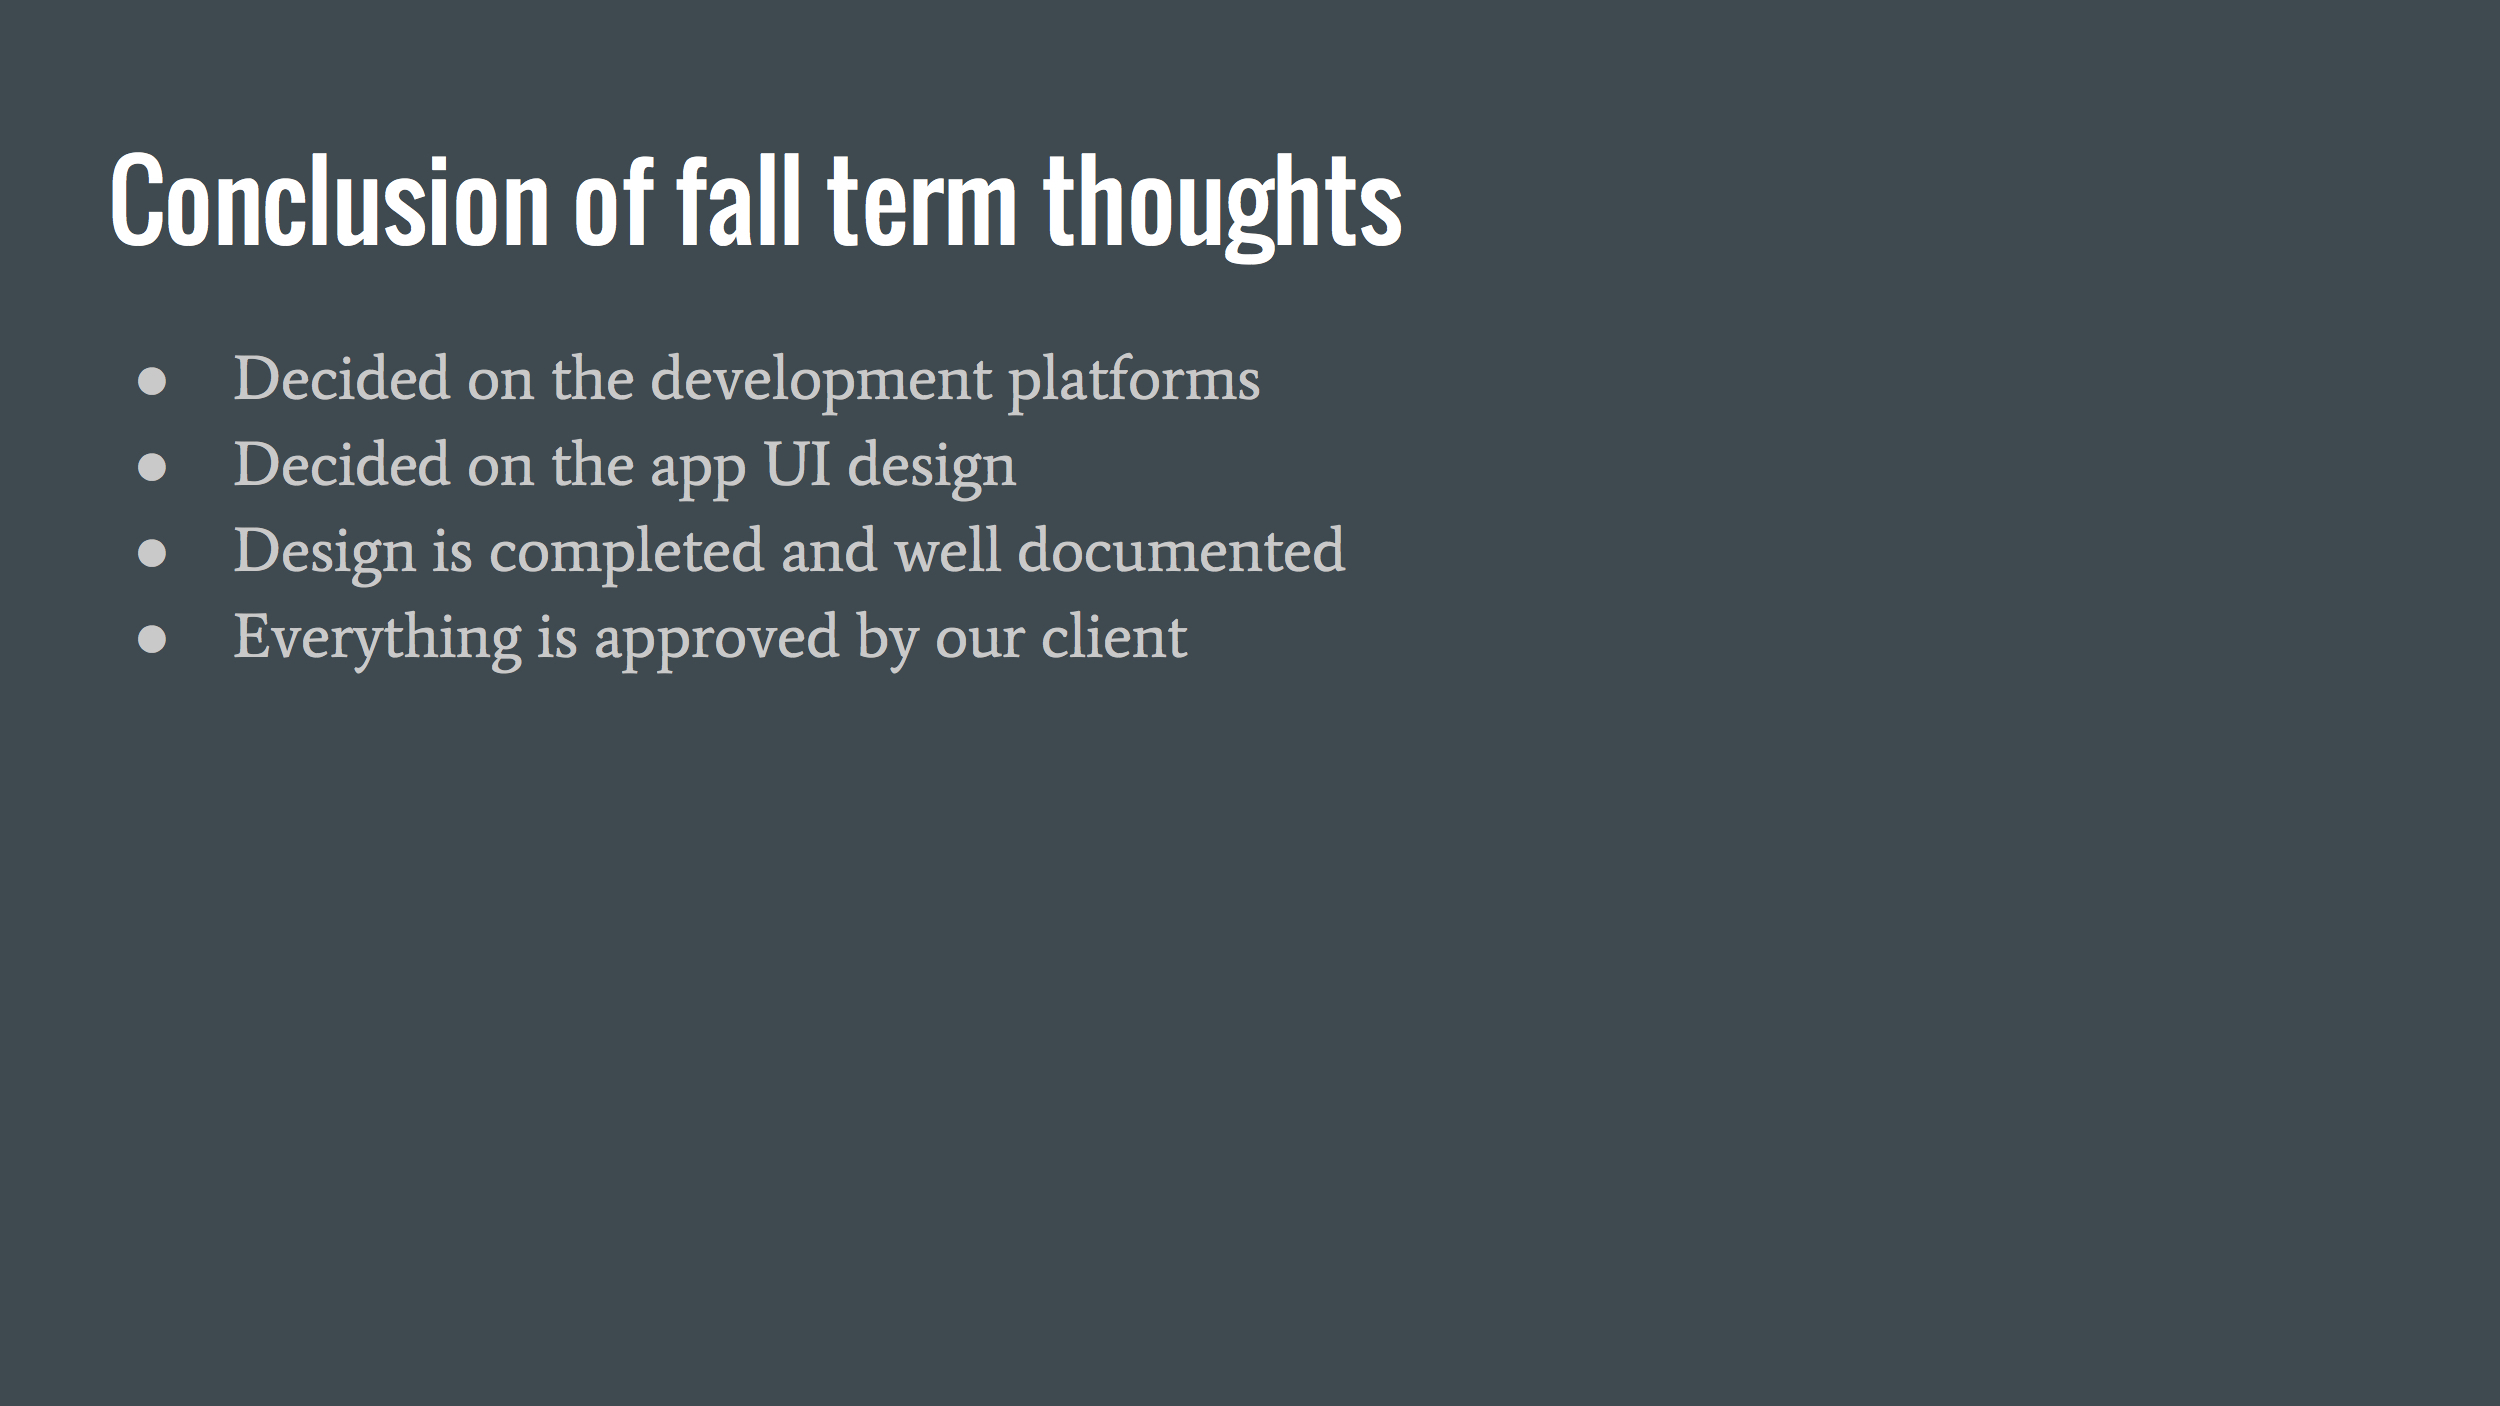 Conclusion of fall term thoughts
● Decided on the development platforms
● Decided on the app UI design
● Design is completed and well documented
● Everything is approved by our client